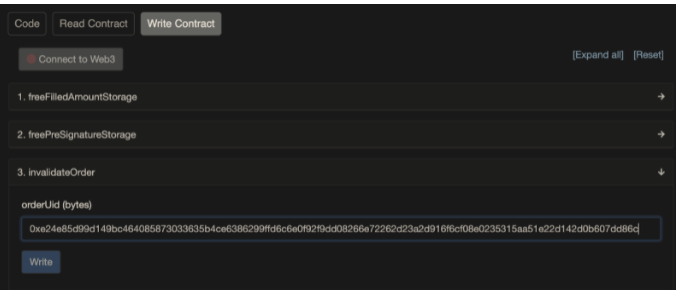 Code Read Contract Write Contract
Connect to Web3 [Expand all] [Reset]
1. freeFilledAmountStorage
2. freePreSignatureStorage
3. invalidateOrder
orderUid (bytes)
0xe24e85d99d149bc464085873033635b4ce6386299ffd6c6e0f92f9dd08266e72262d23a2d916f6cf08e0235315aa51e22d142d0b607dd86c
Write